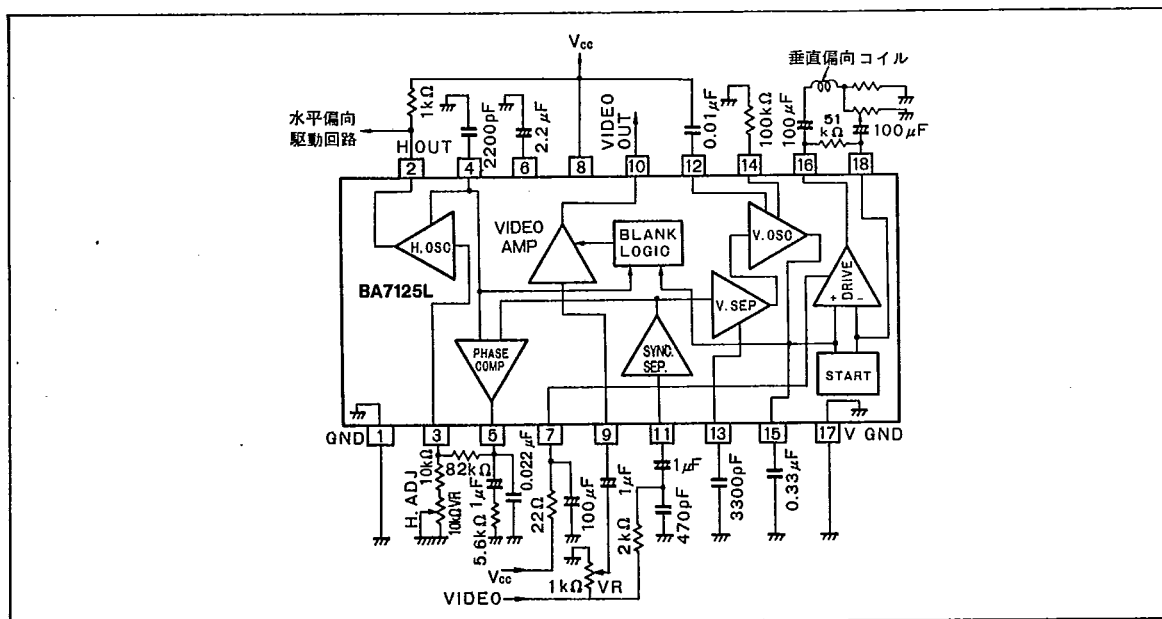 Vcc
垂直偏向コイル
1kΩ
水平偏向
駆動回路
H OUT
2200pF
2.2μF
VIDEO
OUT
0.01μF
100kΩ
100μF
51
kΩ
100μF
2
4
6
8
10
12
14
16
18
H. OSC
VIDEO
AMP
BLANK
LOGIC
V. OSC
DRIVE
+ -
BA7125L
V. SEP
PHASE
COMP
SYNC.
SEP.
START
GND
1
3
5
7
9
11
13
15
17
V GND
H. ADJ
10kΩ
10kΩVR
82kΩ
1μF
5.6kΩ
0.022μF
22Ω
100μF
1μF
1μF
2kΩ
470pF
3300pF
0.33μF
Vcc
1kΩ
VR
VIDEO